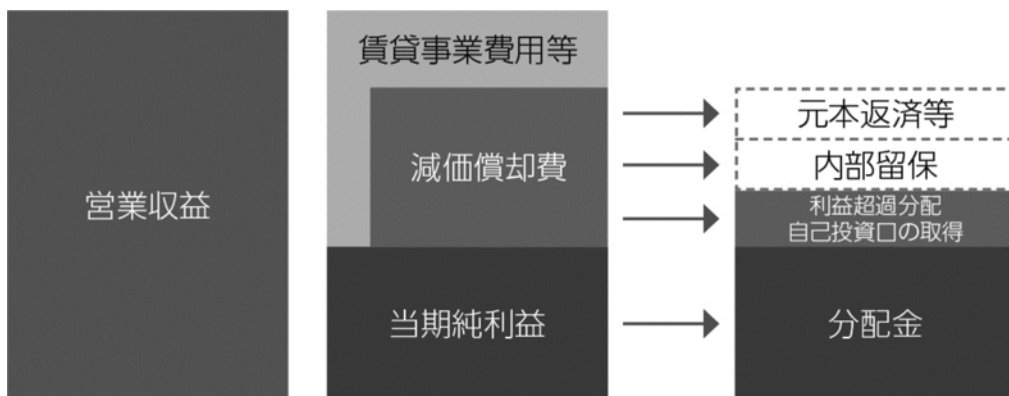 営業収益
賃貸事業費用等
減価償却費
当期純利益
元本返済等
内部留保
利益超過分配
自己投資口の取得
分配金